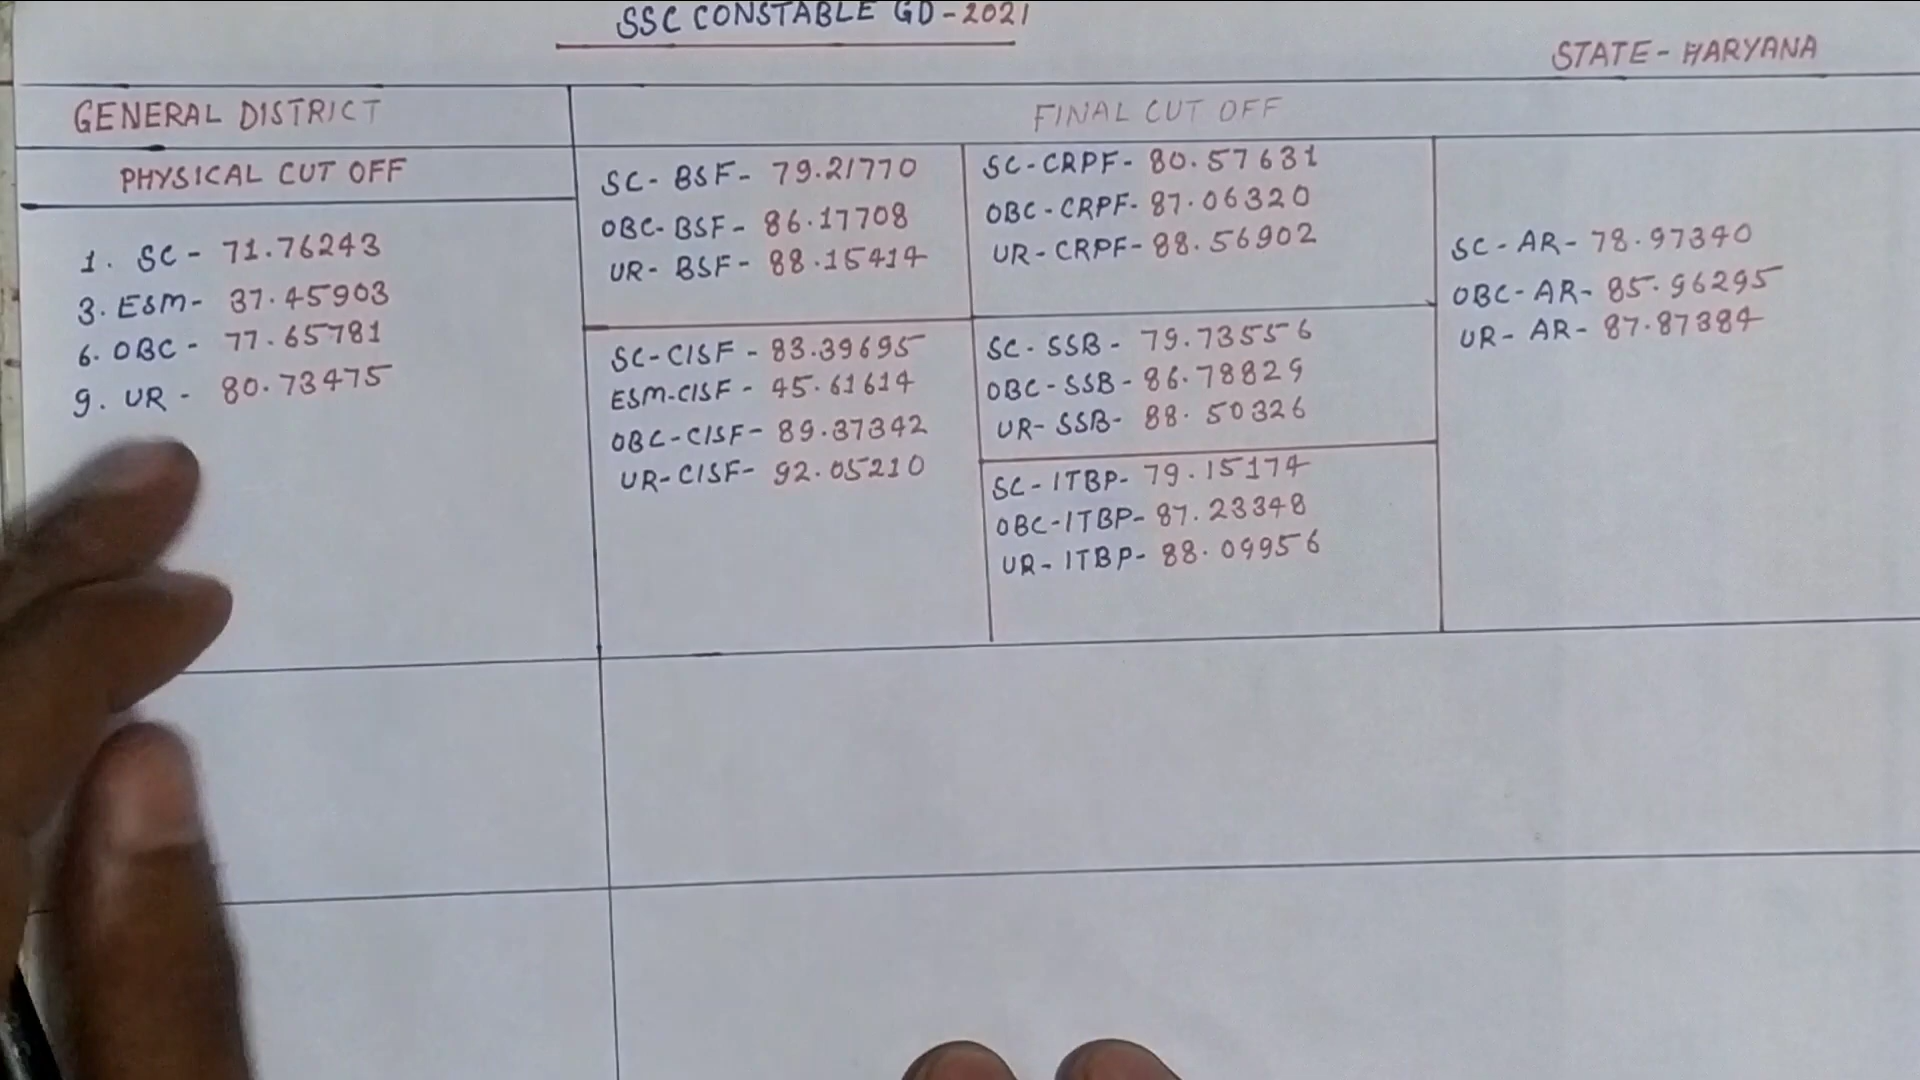 SSC CONSTABLE GD-2021
STATE-HARYANA
GENERAL DISTRICT
FINAL CUT OFF
PHYSICAL CUT OFF
1. SC- 71.76243
3. ESM- 37.45903
6. OBC- 77.65781
9. UR- 80.73475
SC-BSF- 79.21770
OBC-BSF- 86.17708
UR-BSF- 88.15414
SC-CISF- 83.39695
ESM-CISF- 45.61614
OBC-CISF- 89.37342
UR-CISF- 92.05210
SC-CRPF- 80.57631
OBC-CRPF- 87.06320
UR-CRPF- 88.56902
SC-SSB- 79.73556
OBC-SSB- 86.78829
UR-SSB- 88.50326
SC-ITBP- 79.15174
OBC-ITBP- 87.23348
UR-ITBP- 88.09956
SC-AR- 78.97340
OBC-AR- 85.96295
UR-AR- 87.87384